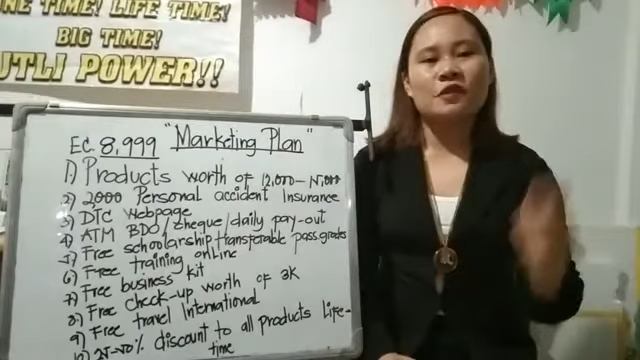 ONE TIME! LIFE TIME!
BIG TIME!
UTLI POWER!!
E.C. 8,999 "Marketing Plan"
1) Products worth of 12,000-
2) 2000 Personal accident Insurance
3) DTC webpage
4) ATM BDO/cheque/daily pay-out
5) Free schoolarship/transferable pass.grades
6) Free training online
7) Free business kit
8.) Free check-up worth of 3K
9) Free travel International
discount to all products Life-
time